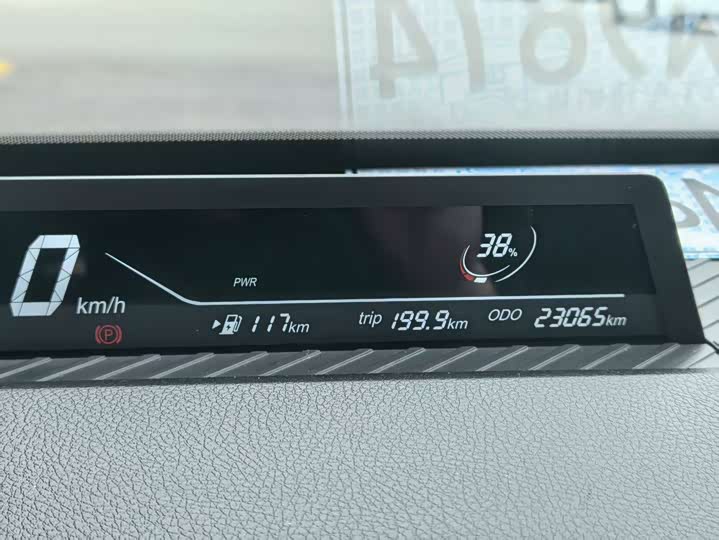 38%
0 km/h
PWR
P
117km trip 199.9km ODO 23065km